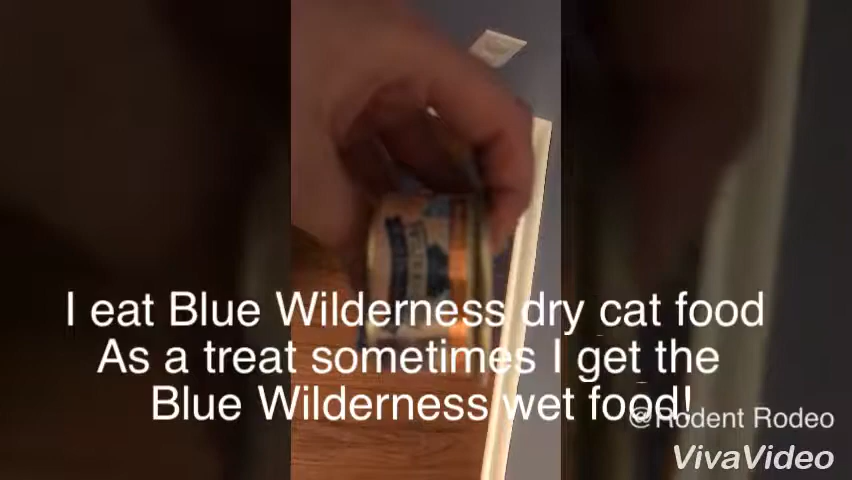 I eat Blue Wilderness dry cat food
As a treat sometimes I get the
Blue Wilderness wet food!
@Rodent Rodeo
VivaVideo